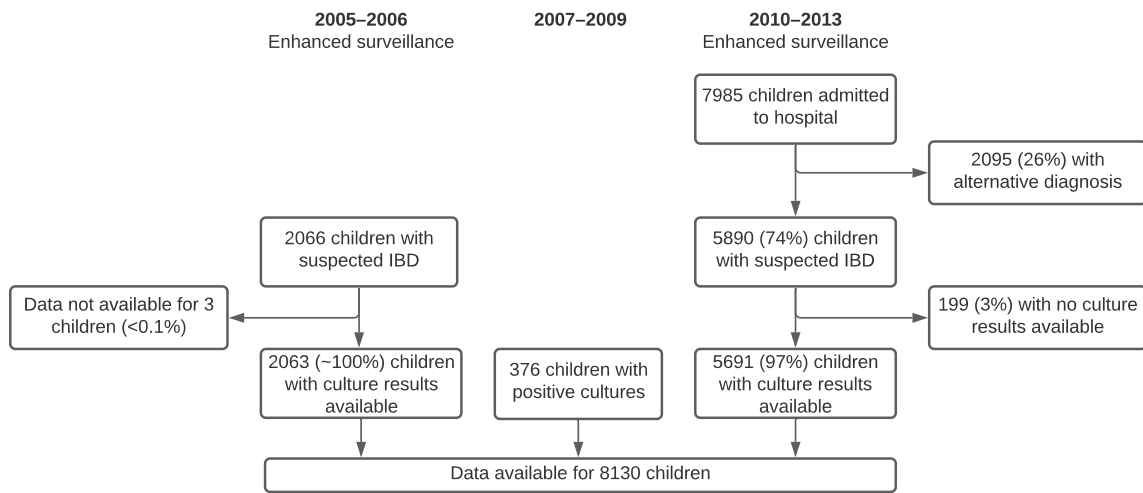 2005–2006
Enhanced surveillance
2007–2009
2010–2013
Enhanced surveillance
7985 children admitted
to hospital
2095 (26%) with
alternative diagnosis
2066 children with
suspected IBD
5890 (74%) children
with suspected IBD
Data not available for 3
children (<0.1%)
199 (3%) with no culture
results available
2063 (~100%) children
with culture results
available
376 children with
positive cultures
5691 (97%) children
with culture results
available
Data available for 8130 children